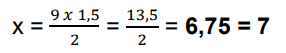 x = 9 x 1,5 / 2 = 13,5 / 2 = 6,75 = 7